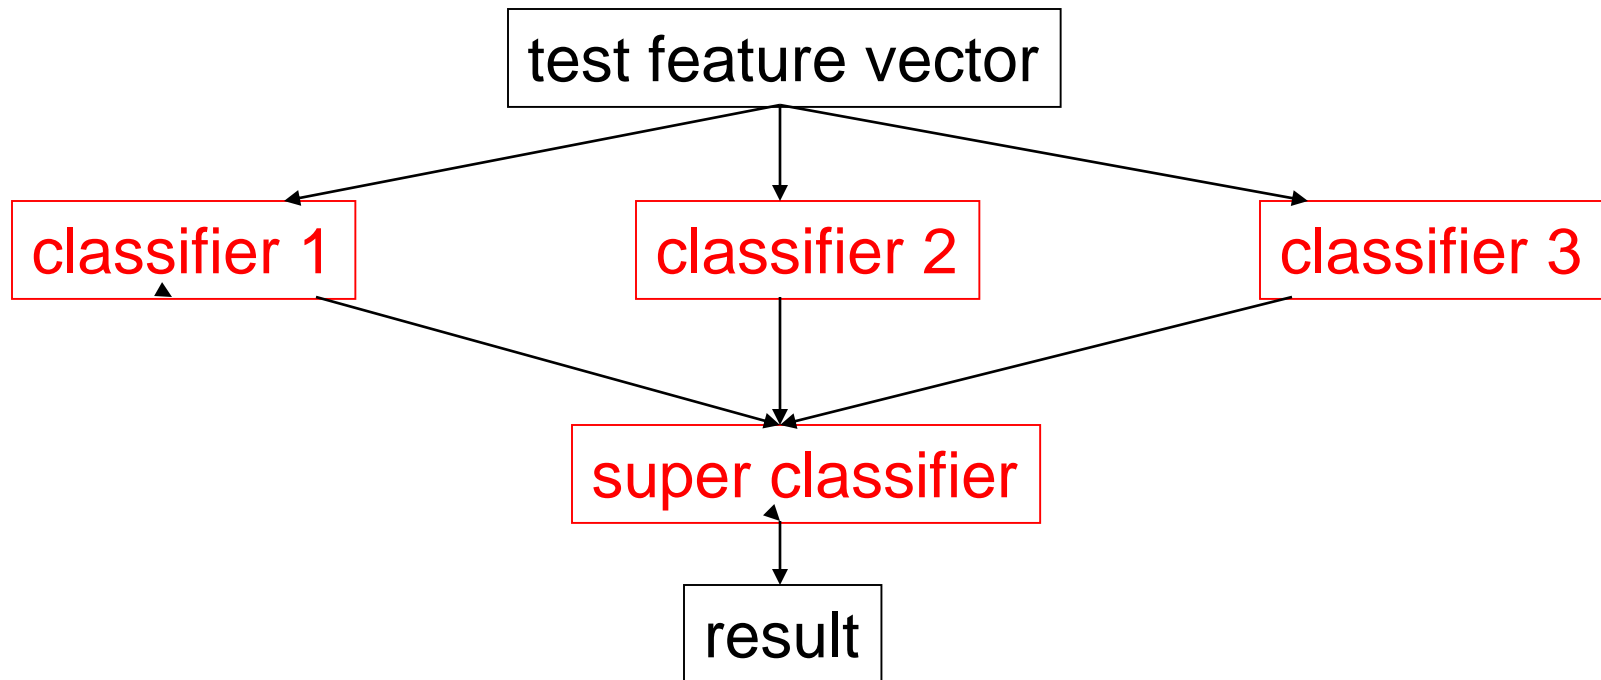 test feature vector
classifier 1
classifier 2
classifier 3
super classifier
result